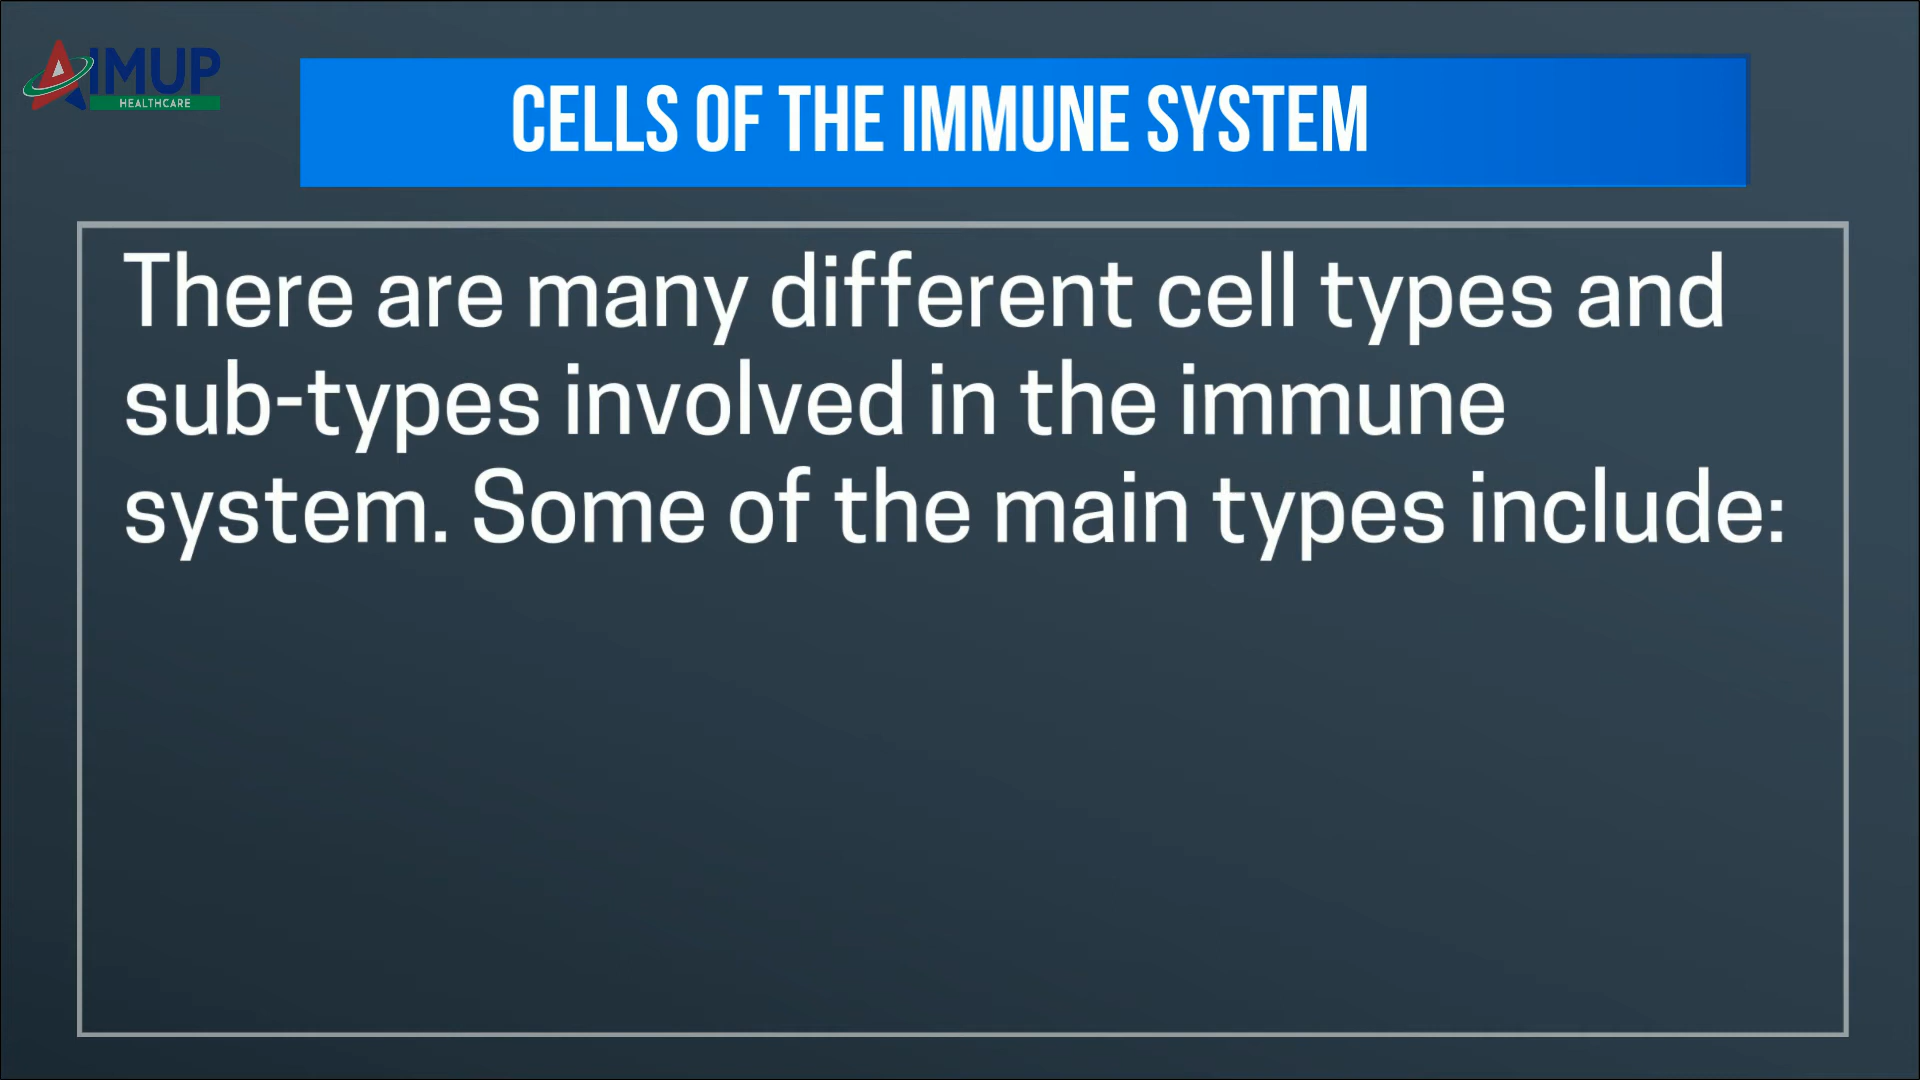 AIMUP
HEALTHCARE
CELLS OF THE IMMUNE SYSTEM
There are many different cell types and
sub-types involved in the immune
system. Some of the main types include: